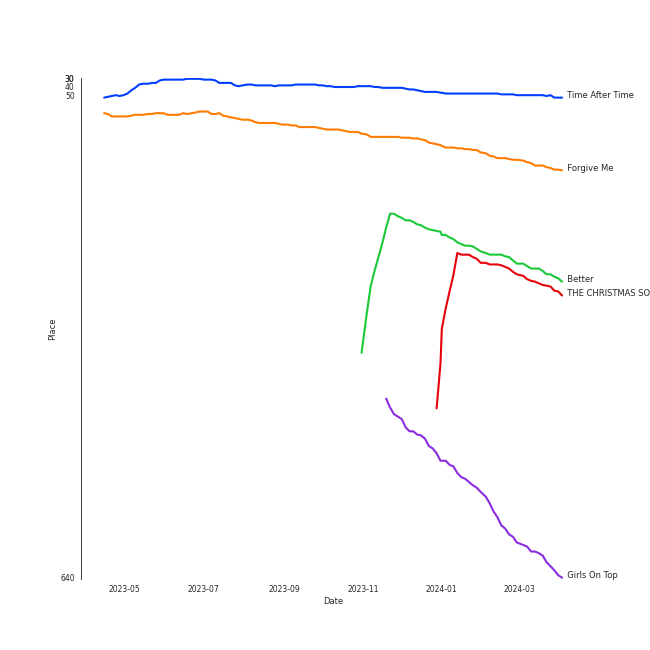 30
40
50
Time After Time
Forgive Me
Better
THE CHRISTMAS SO
Place
Girls On Top
640
2023-05 2023-07 2023-09 2023-11 2024-01 2024-03
Date